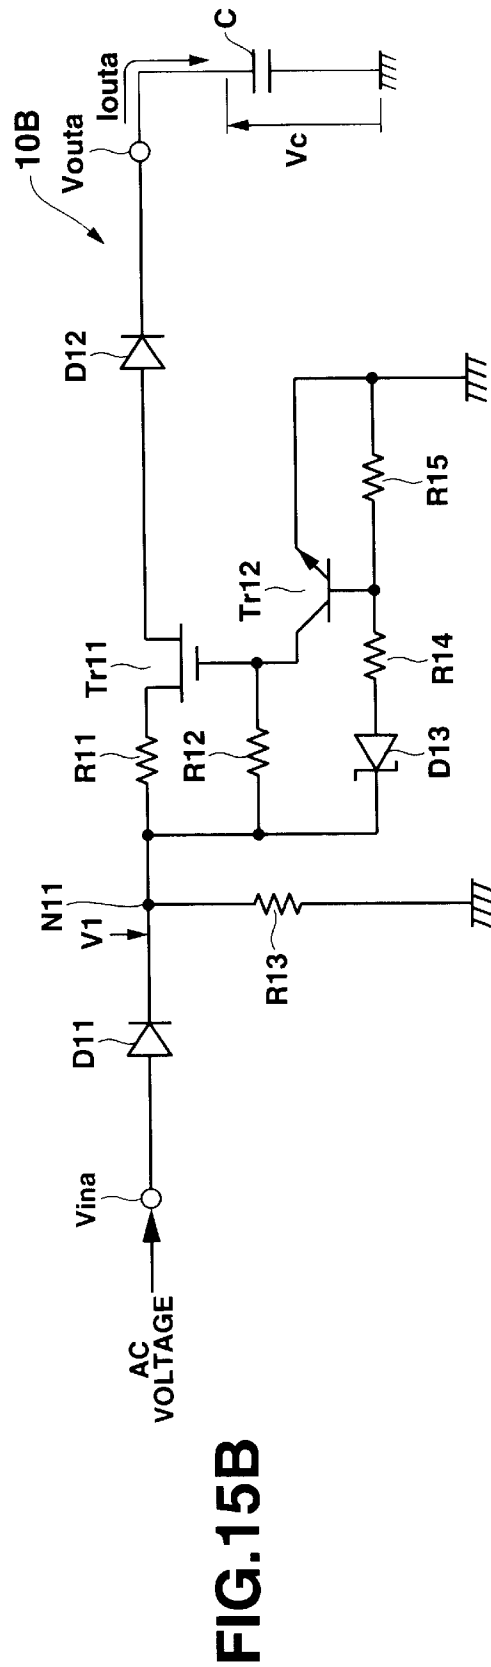 10B
AC
VOLTAGE
Vina
D11
V1
N11
R11
Tr11
D12
Vouta
Iouta
C
Vc
R13
R12
Tr12
D13
R14
R15
FIG.15B